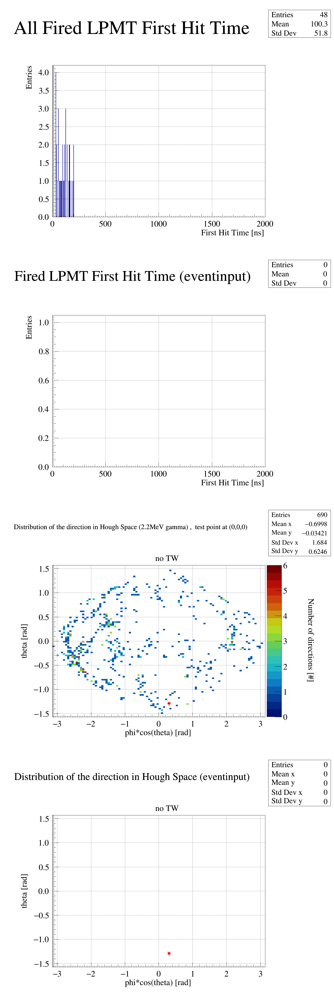 All Fired LPMT First Hit Time
Entries 48
Mean 100.3
Std Dev 51.8
Entries
4.0
3.5
3.0
2.5
2.0
1.5
1.0
0.5
0.0
0 500 1000 1500 2000
First Hit Time [ns]
Fired LPMT First Hit Time (eventinput)
Entries 0
Mean 0
Std Dev 0
Entries
1.0
0.8
0.6
0.4
0.2
0.0
0 500 1000 1500 2000
First Hit Time [ns]
Distribution of the direction in Hough Space (2.2MeV gamma) , test point at (0,0,0)
Entries 690
Mean x −0.6998
Mean y −0.03421
Std Dev x 1.684
Std Dev y 0.6246
no TW
theta [rad]
1.5
1.0
0.5
0.0
−0.5
−1.0
−1.5
−3 −2 −1 0 1 2 3
phi*cos(theta) [rad]
6
5
4
3
2
1
0
Number of directions [#]
Distribution of the direction in Hough Space (eventinput)
Entries 0
Mean x 0
Mean y 0
Std Dev x 0
Std Dev y 0
no TW
theta [rad]
1.5
1.0
0.5
0.0
−0.5
−1.0
−1.5
−3 −2 −1 0 1 2 3
phi*cos(theta) [rad]